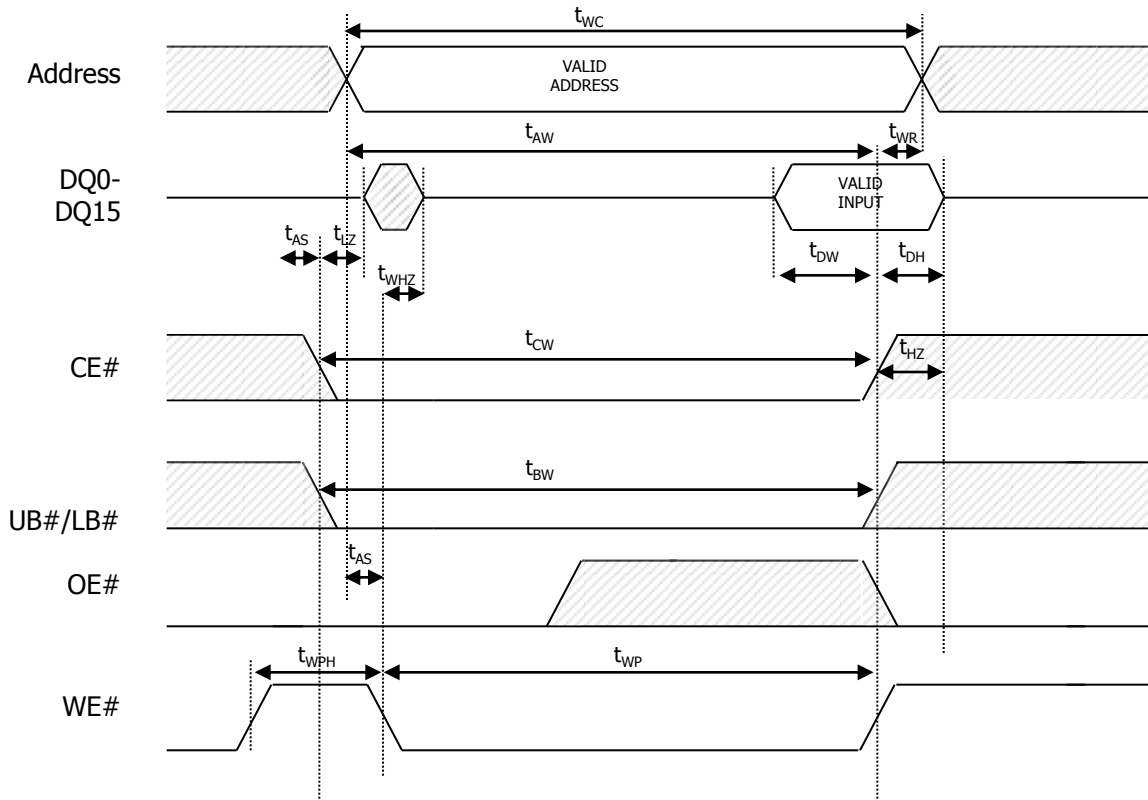 tWC
Address
VALID
ADDRESS
tAW
tWR
DQ0-
DQ15
VALID
INPUT
tAS
tLZ
tDW
tDH
tWHZ
CE#
tCW
tHZ
UB#/LB#
tBW
tAS
OE#
tWPH
tWP
WE#